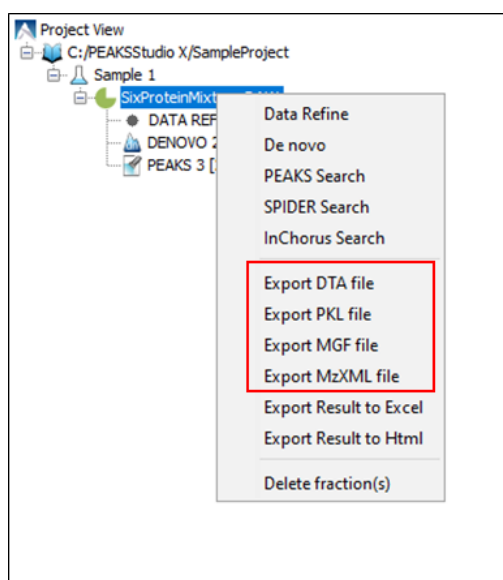 Project View
C:/PEAKSStudio X/SampleProject
Sample 1
SixProteinMixt
DATA REF
DENOVO 2
PEAKS 3 [
Data Refine
De novo
PEAKS Search
SPIDER Search
InChorus Search
Export DTA file
Export PKL file
Export MGF file
Export MzXML file
Export Result to Excel
Export Result to Html
Delete fraction(s)